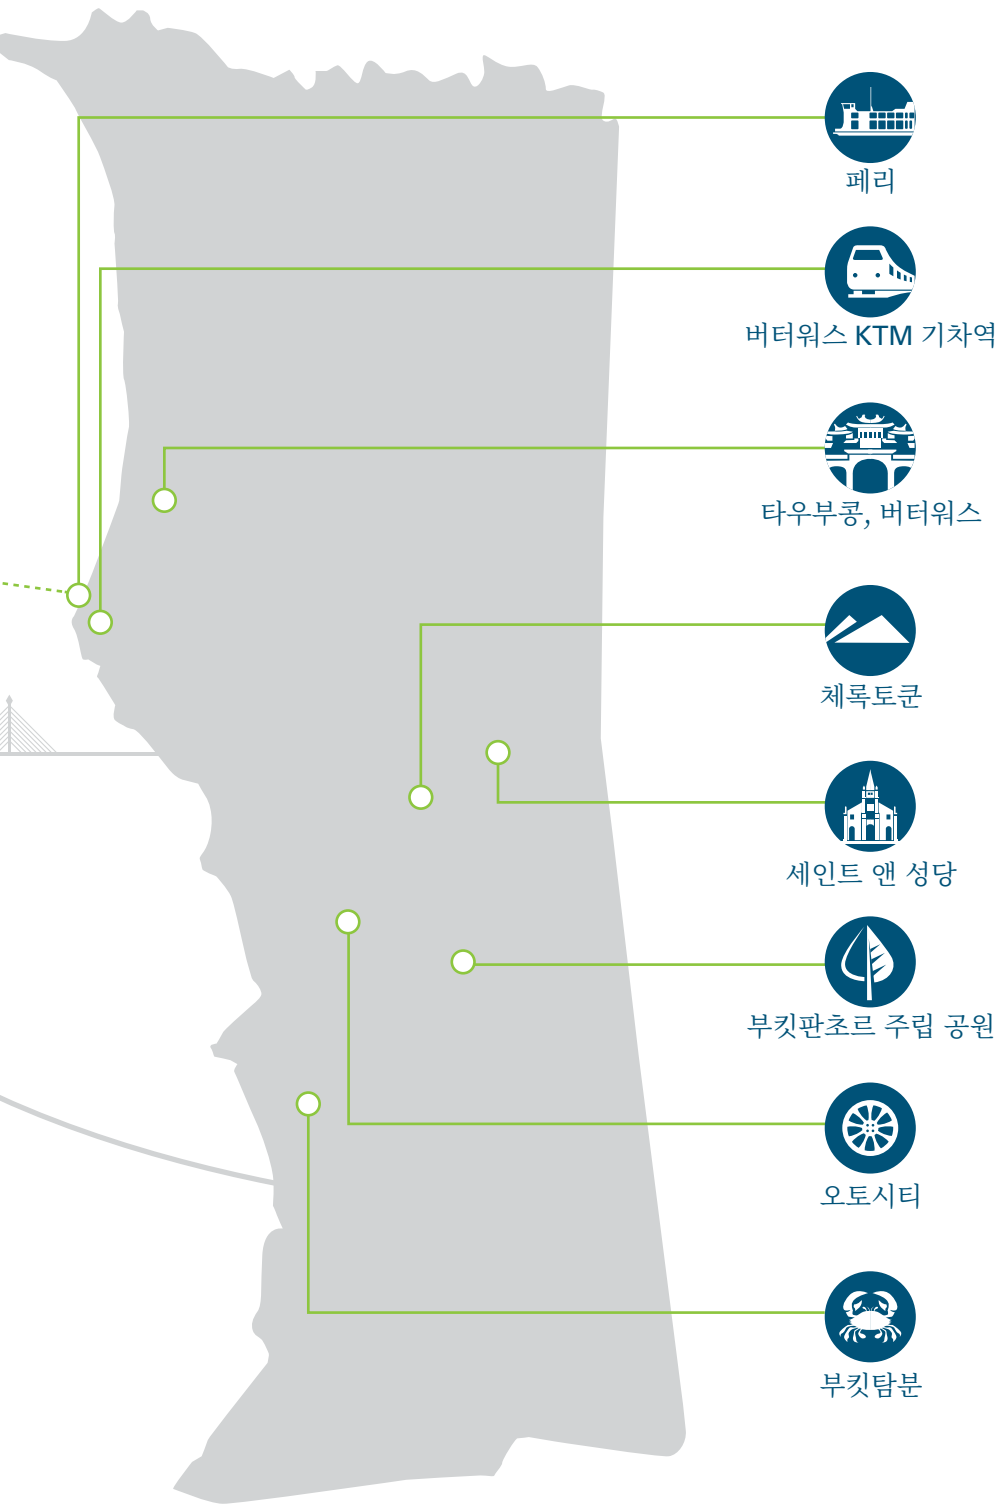 페리
버터워스 KTM 기차역
타우부콩, 버터워스
체록토쿤
세인트 앤 성당
부킷판초르 주립 공원
오토시티
부킷탐분